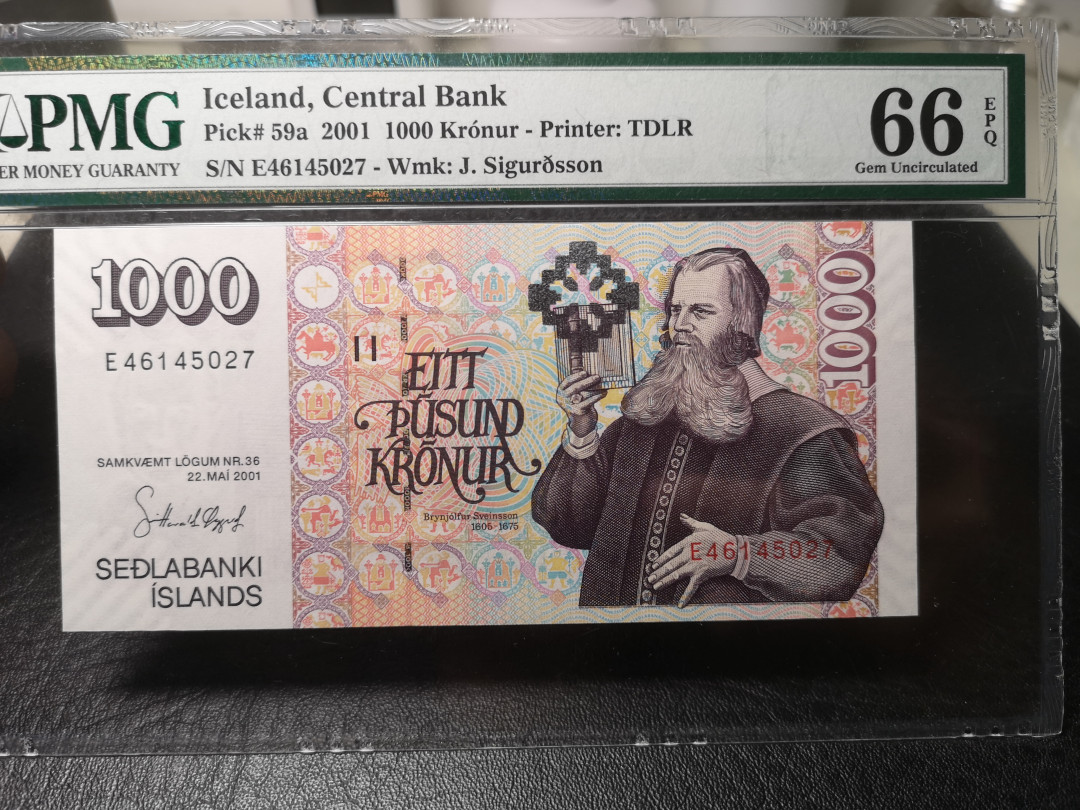 PMG
ER MONEY GUARANTY
Iceland, Central Bank
Pick# 59a 2001 1000 Krónur - Printer: TDLR
S/N E46145027 - Wmk: J. Sigurðsson
66
EPQ
Gem Uncirculated
1000
E46145027
SAMKVÆMT LÖGUM NR. 36
22. MAÍ 2001
SEÐLABANKI
ÍSLANDS
EITT
ÞÚSUND
KRÓNUR
Brynjólfur Sveinsson
1605-1675
1000
E46145027